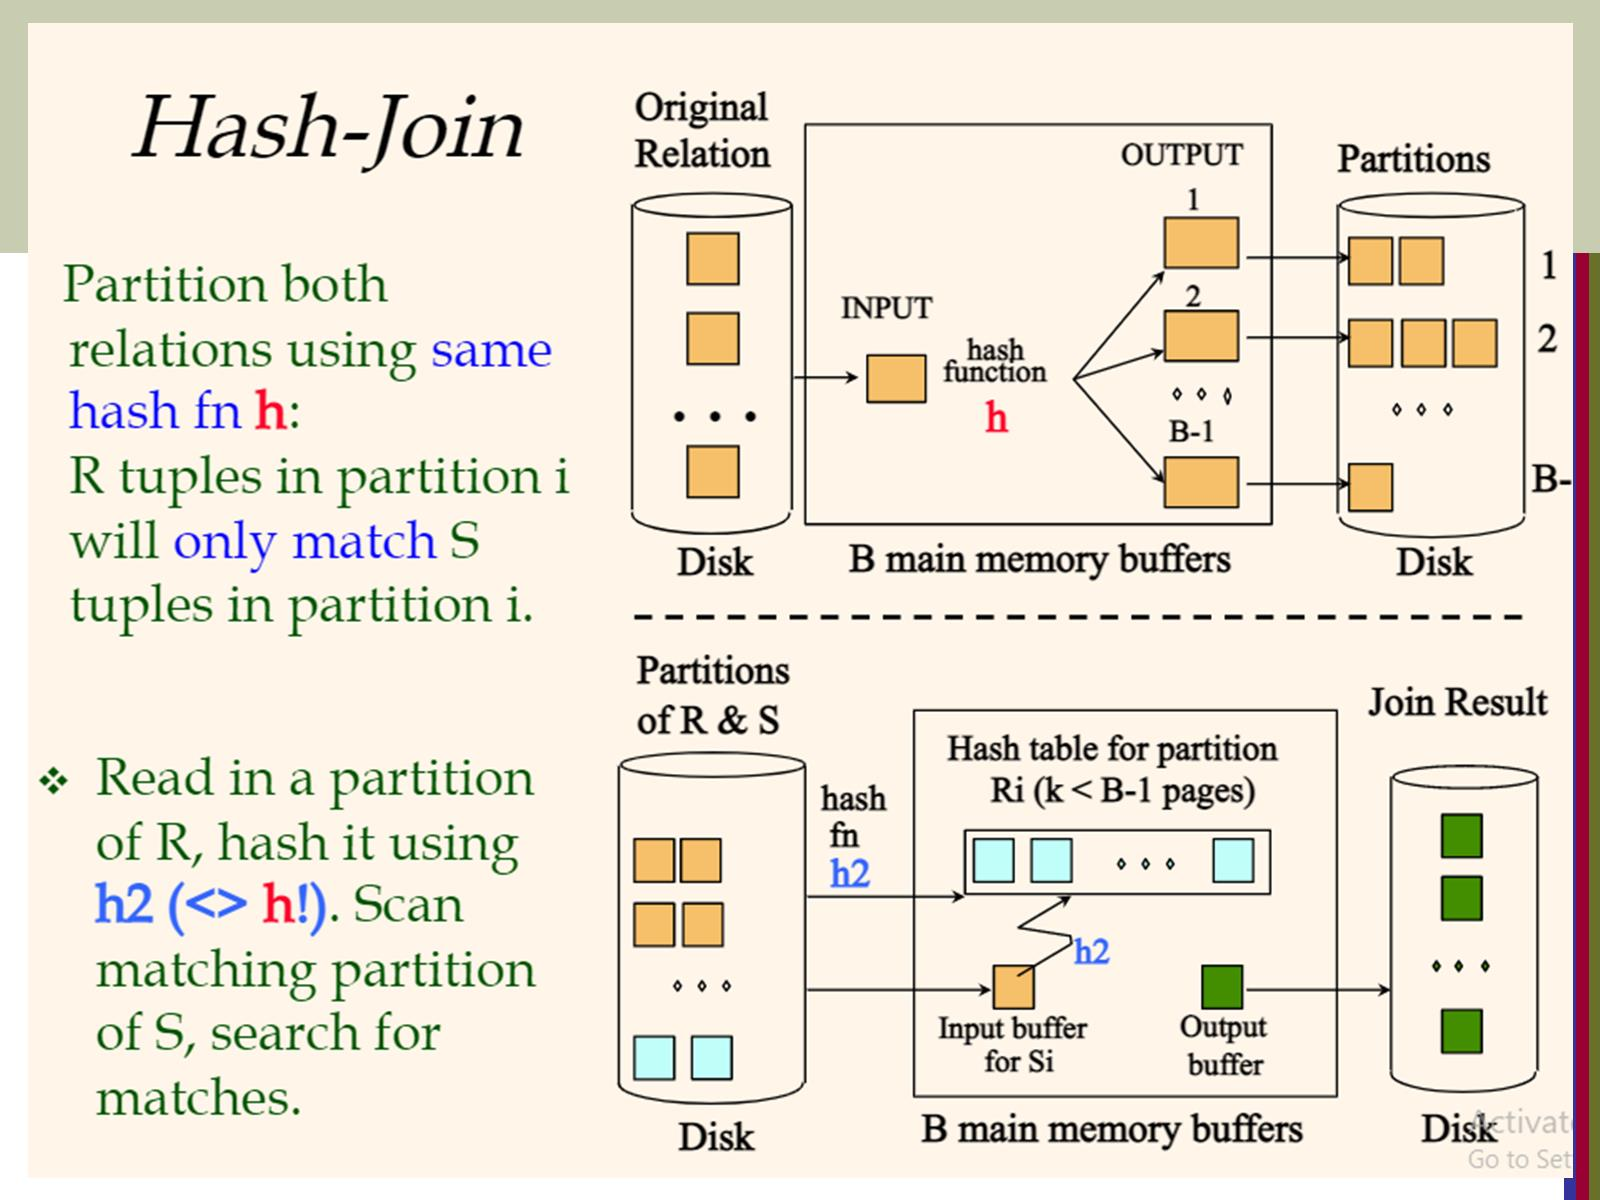 Hash-Join
Partition both
relations using same
hash fn h:
R tuples in partition i
will only match S
tuples in partition i.
❖ Read in a partition
of R, hash it using
h2 (<> h!). Scan
matching partition
of S, search for
matches.
Original
Relation
OUTPUT
Partitions
1
1
INPUT
2
2
hash
function
h
B-1
B-
Disk
B main memory buffers
Disk
Partitions
of R & S
Join Result
Hash table for partition
Ri (k < B-1 pages)
hash
fn
h2
h2
Input buffer
for Si
Output
buffer
Disk
B main memory buffers
Disk
Activat
Go to Set